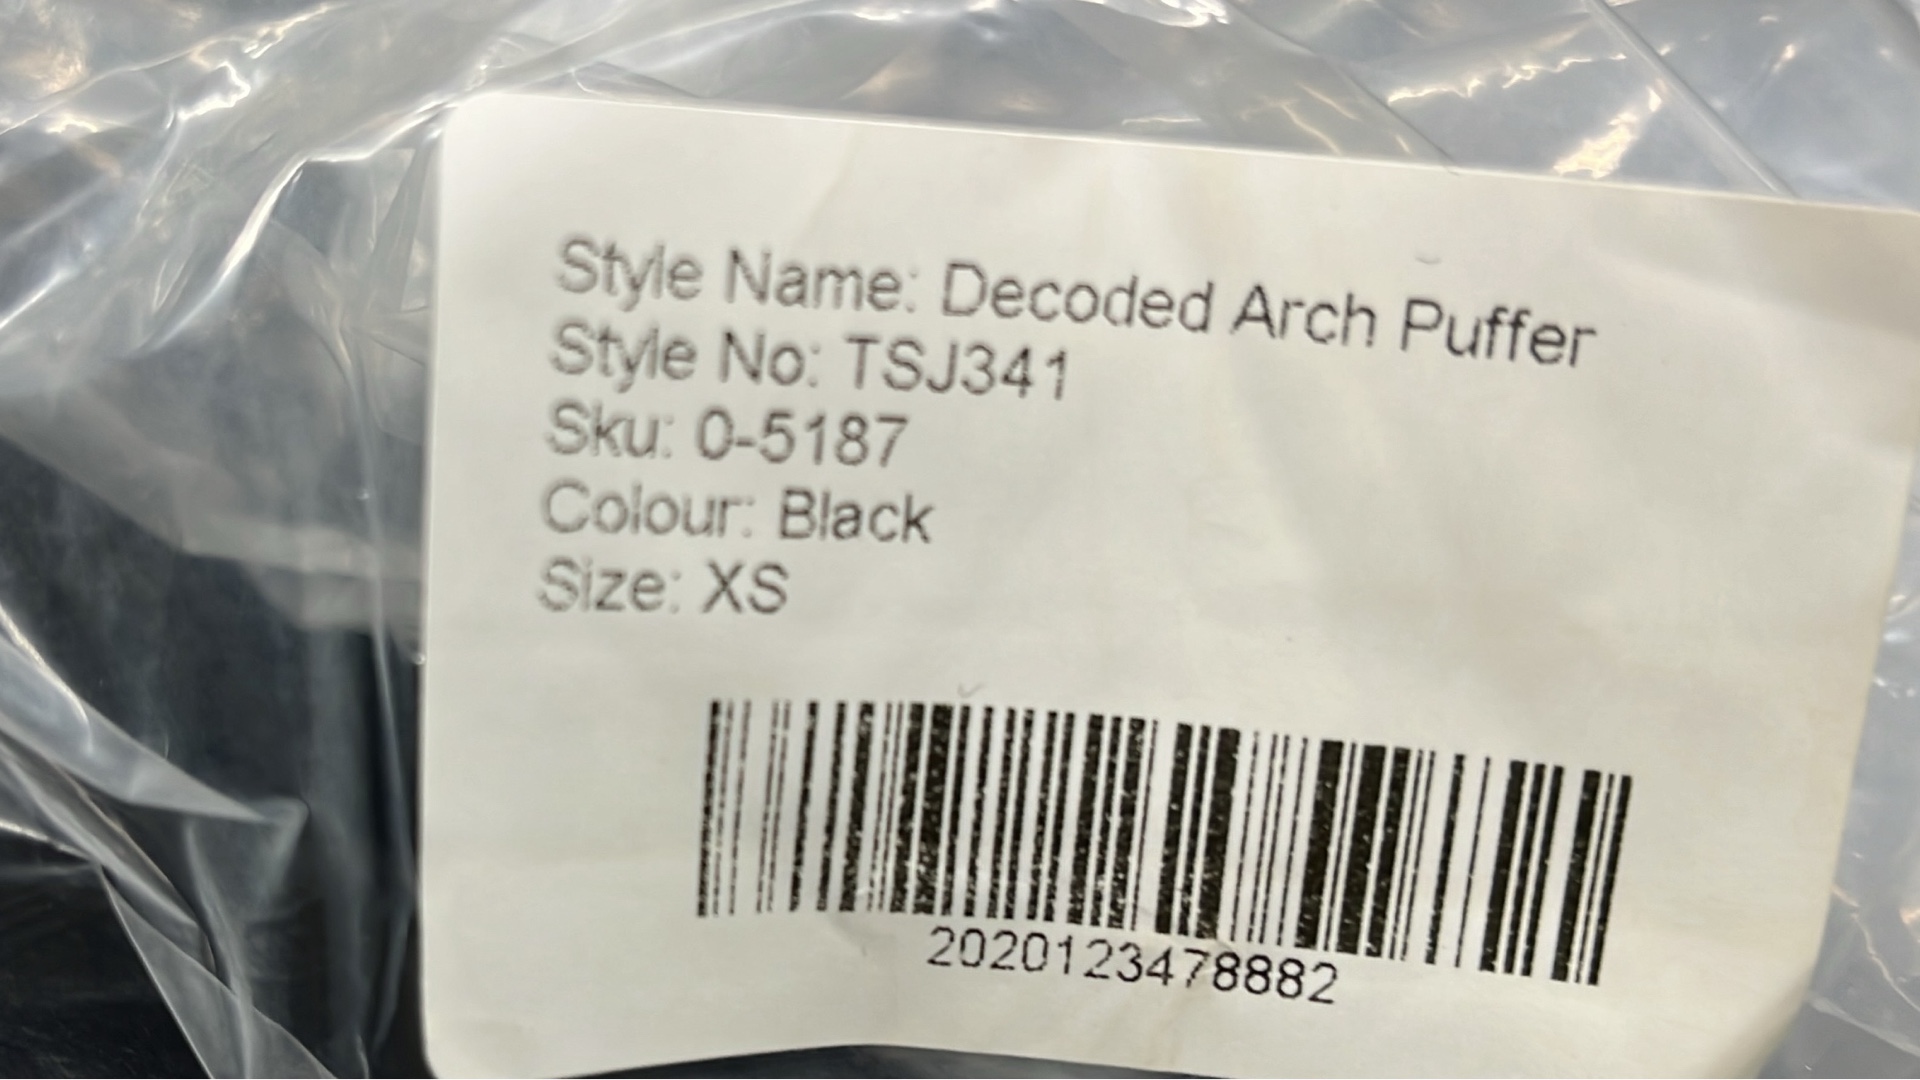 Style Name: Decoded Arch Puffer
Style No: TSJ341
Sku: 0-5187
Colour: Black
Size: XS
2020123478882